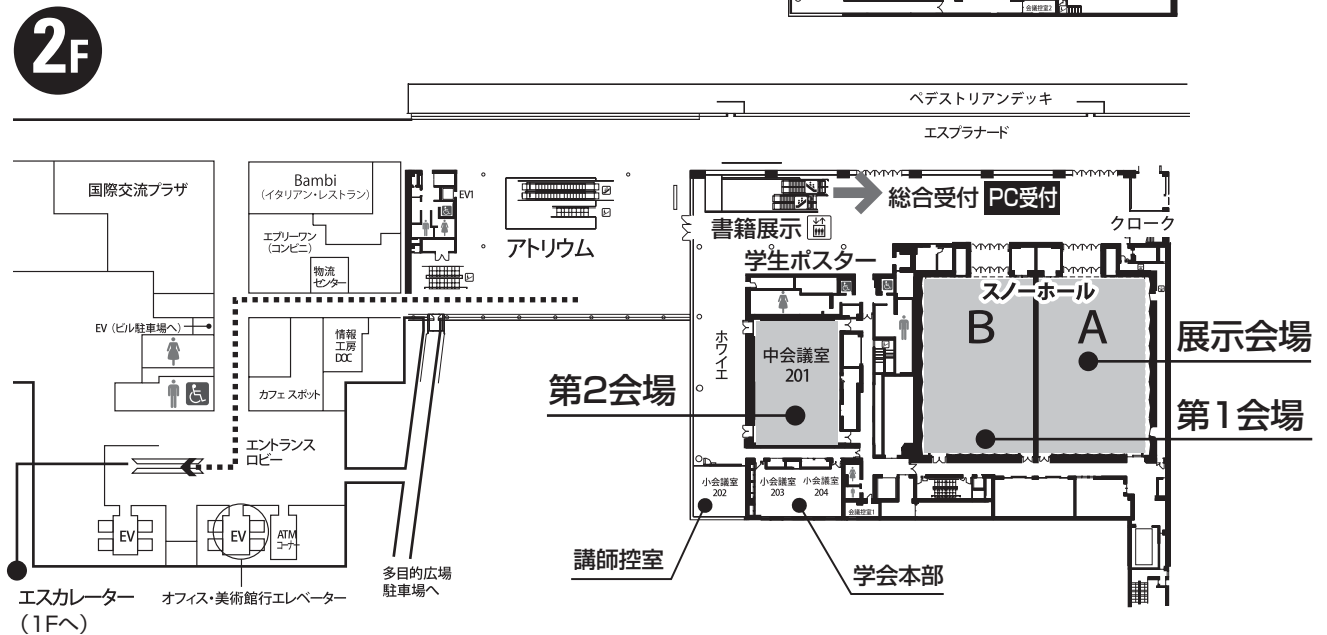 会議控室2
2F
ペデストリアンデッキ
エスプラナード
国際交流プラザ
Bambi
(イタリアン・レストラン)
EV1
エブリーワン
(コンビニ)
物流
センター
アトリウム
総合受付 PC受付
書籍展示
クローク
学生ポスター
スノーホール
B
A
EV(ビル駐車場へ)
情報
工房
DOC
カフェスポット
ホワイエ
中会議室
201
展示会場
第2会場
第1会場
エントランス
ロビー
小会議室
202
小会議室
203
小会議室
204
会議控室1
EV
EV
ATM
コーナー
講師控室
学会本部
多目的広場
駐車場へ
エスカレーター
(1Fへ)
オフィス・美術館行エレベーター